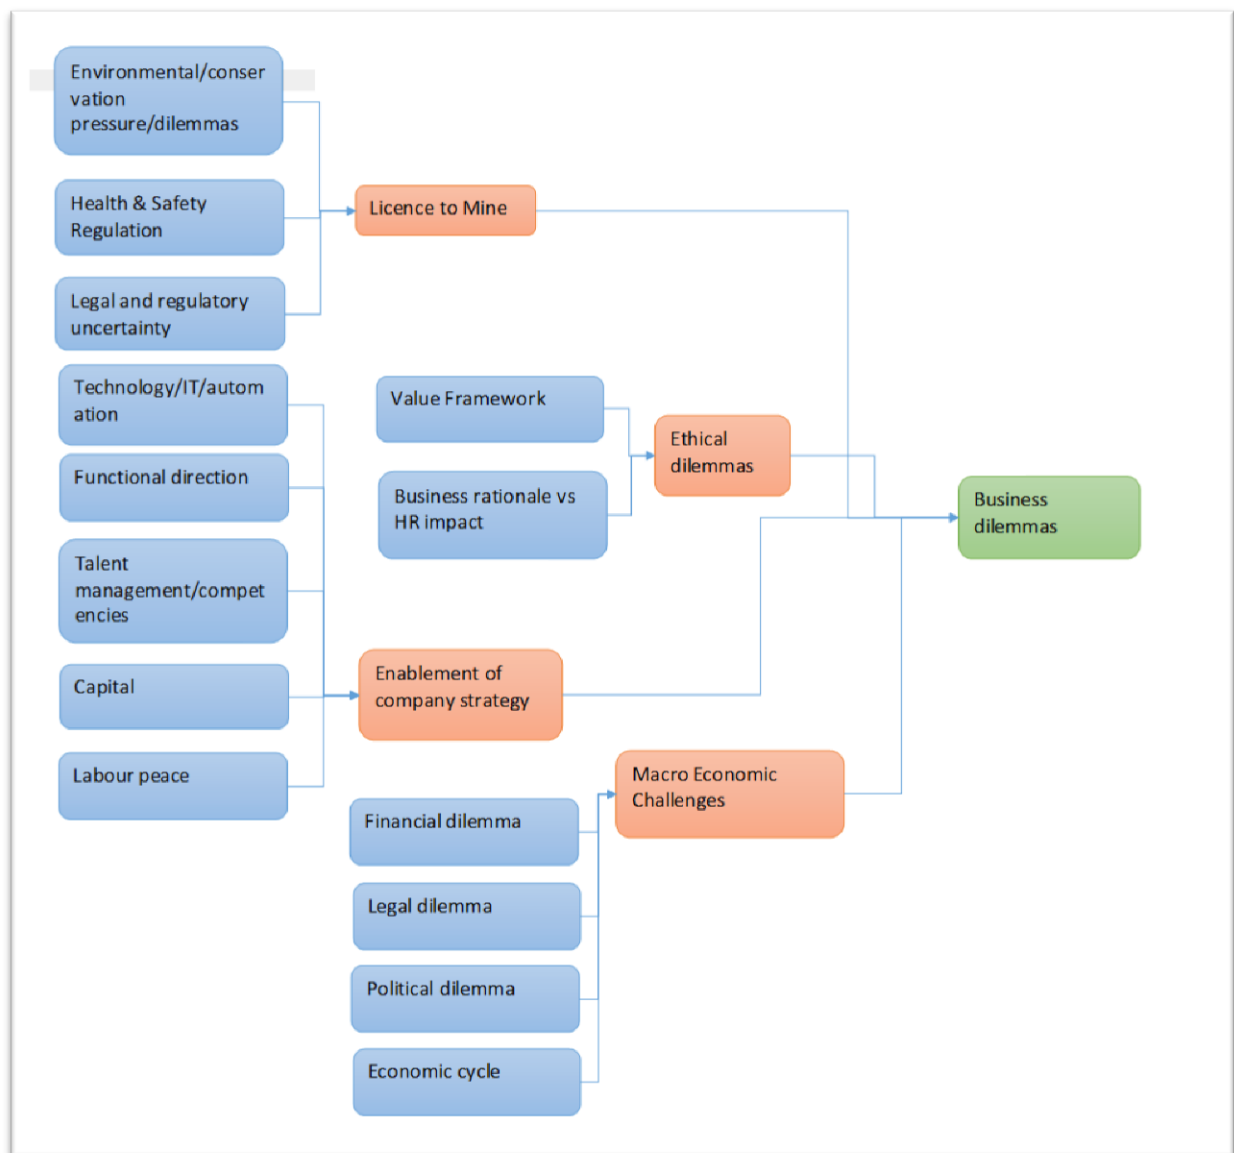 Environmental/conser
vation
pressure/dilemmas
Health & Safety
Regulation
Licence to Mine
Legal and regulatory
uncertainty
Technology/IT/autom
ation
Value Framework
Ethical
dilemmas
Functional direction
Business rationale vs
HR impact
Business
dilemmas
Talent
management/compet
encies
Capital
Enablement of
company strategy
Labour peace
Macro Economic
Challenges
Financial dilemma
Legal dilemma
Political dilemma
Economic cycle